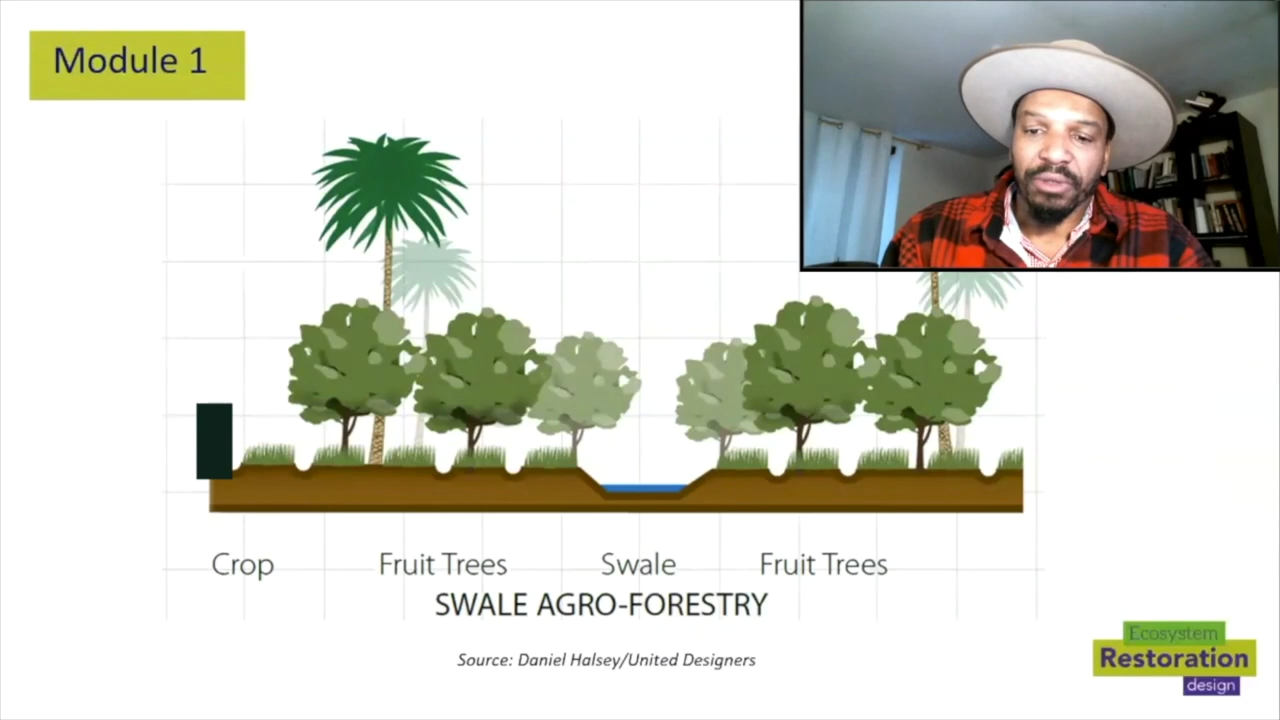 Module 1
Crop
Fruit Trees
Swale
Fruit Trees
SWALE AGRO-FORESTRY
Source: Daniel Halsey/United Designers
Ecosystem
Restoration
design